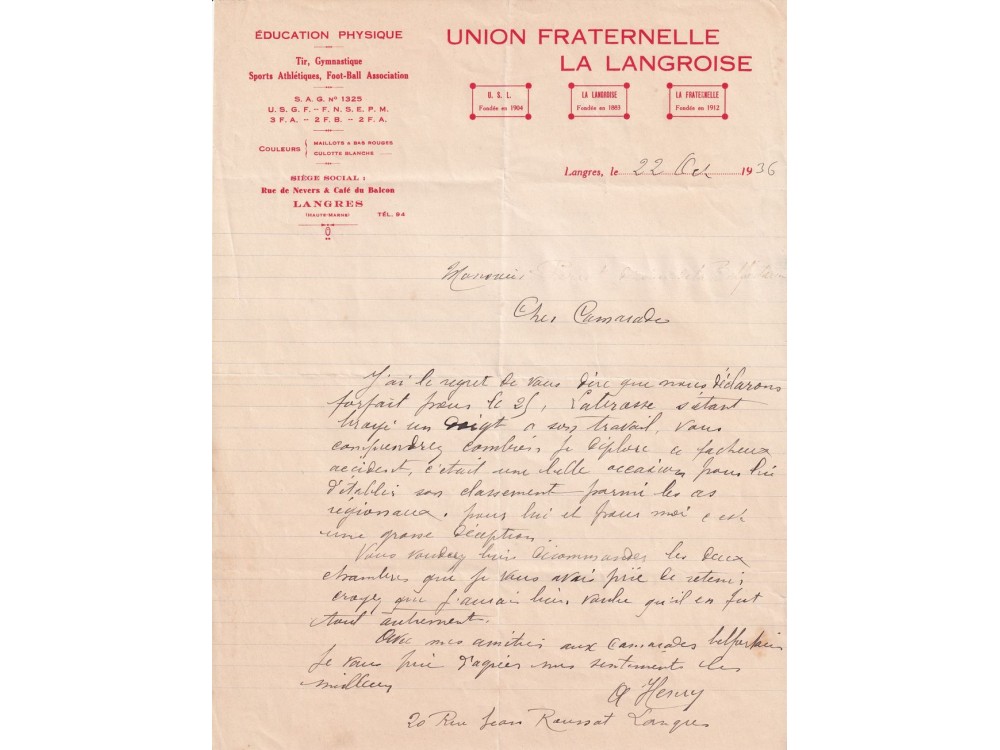 ÉDUCATION PHYSIQUE
Tir, Gymnastique
Sports Athlétiques, Foot-Ball Association
S. A. G. Nº 1325
U. S. G. F. -- F. N. S. E. P. M.
3 F. A. -- 2 F. B. -- 2 F. A.
COULEURS { MAILLOTS & BAS ROUGES
CULOTTE BLANCHE
SIÈGE SOCIAL :
Rue de Nevers & Café du Balcon
LANGRES
(HAUTE-MARNE) TÉL. 94
UNION FRATERNELLE
LA LANGROISE
U. S. L.
Fondée en 1904
LA LANGROISE
Fondée en 1883
LA FRATERNELLE
Fondée en 1912
Langres, le 22 Oct 1936
Monsieur
Cher Camarade
J'ai le regret de vous dire que nous déclarons
forfait pour le 25, s'étant
broyé un doigt a son travail, vous
comprendrez combien je déplore ce facheux
accident, c'était une belle occasion pour lui
d'établir son classement parmi les as
régionaux. pour lui et pour moi c'est
une grosse déception.
Vous voudrez bien décommander les deux
chambres que je vous avais prié de retenir
croyez que j'aurais bien voulu qu'il en fut
tout autrement.
Avec mes amitiés aux camarades belfortains
je vous prie d'agréer mes sentiments les
meilleurs
A Henry
20 Rue Jean Roussat Langres